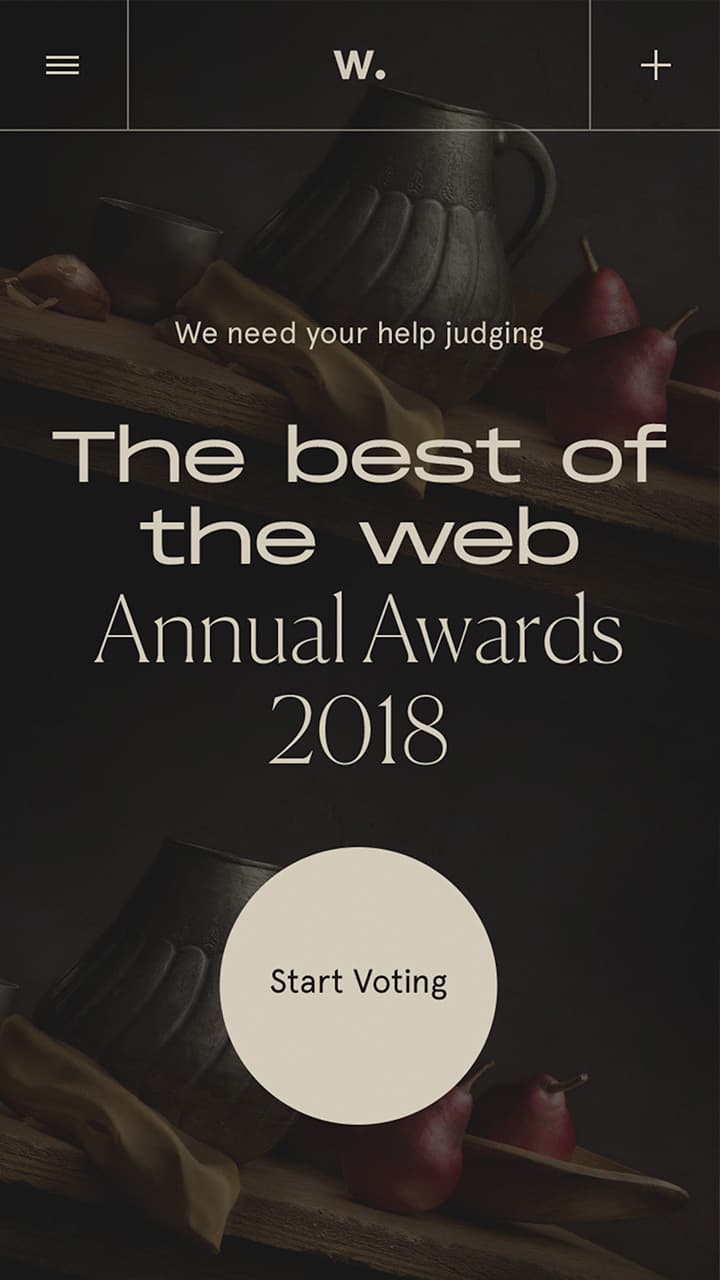 W.
We need your help judging
The best of
the web
Annual Awards
2018
Start Voting